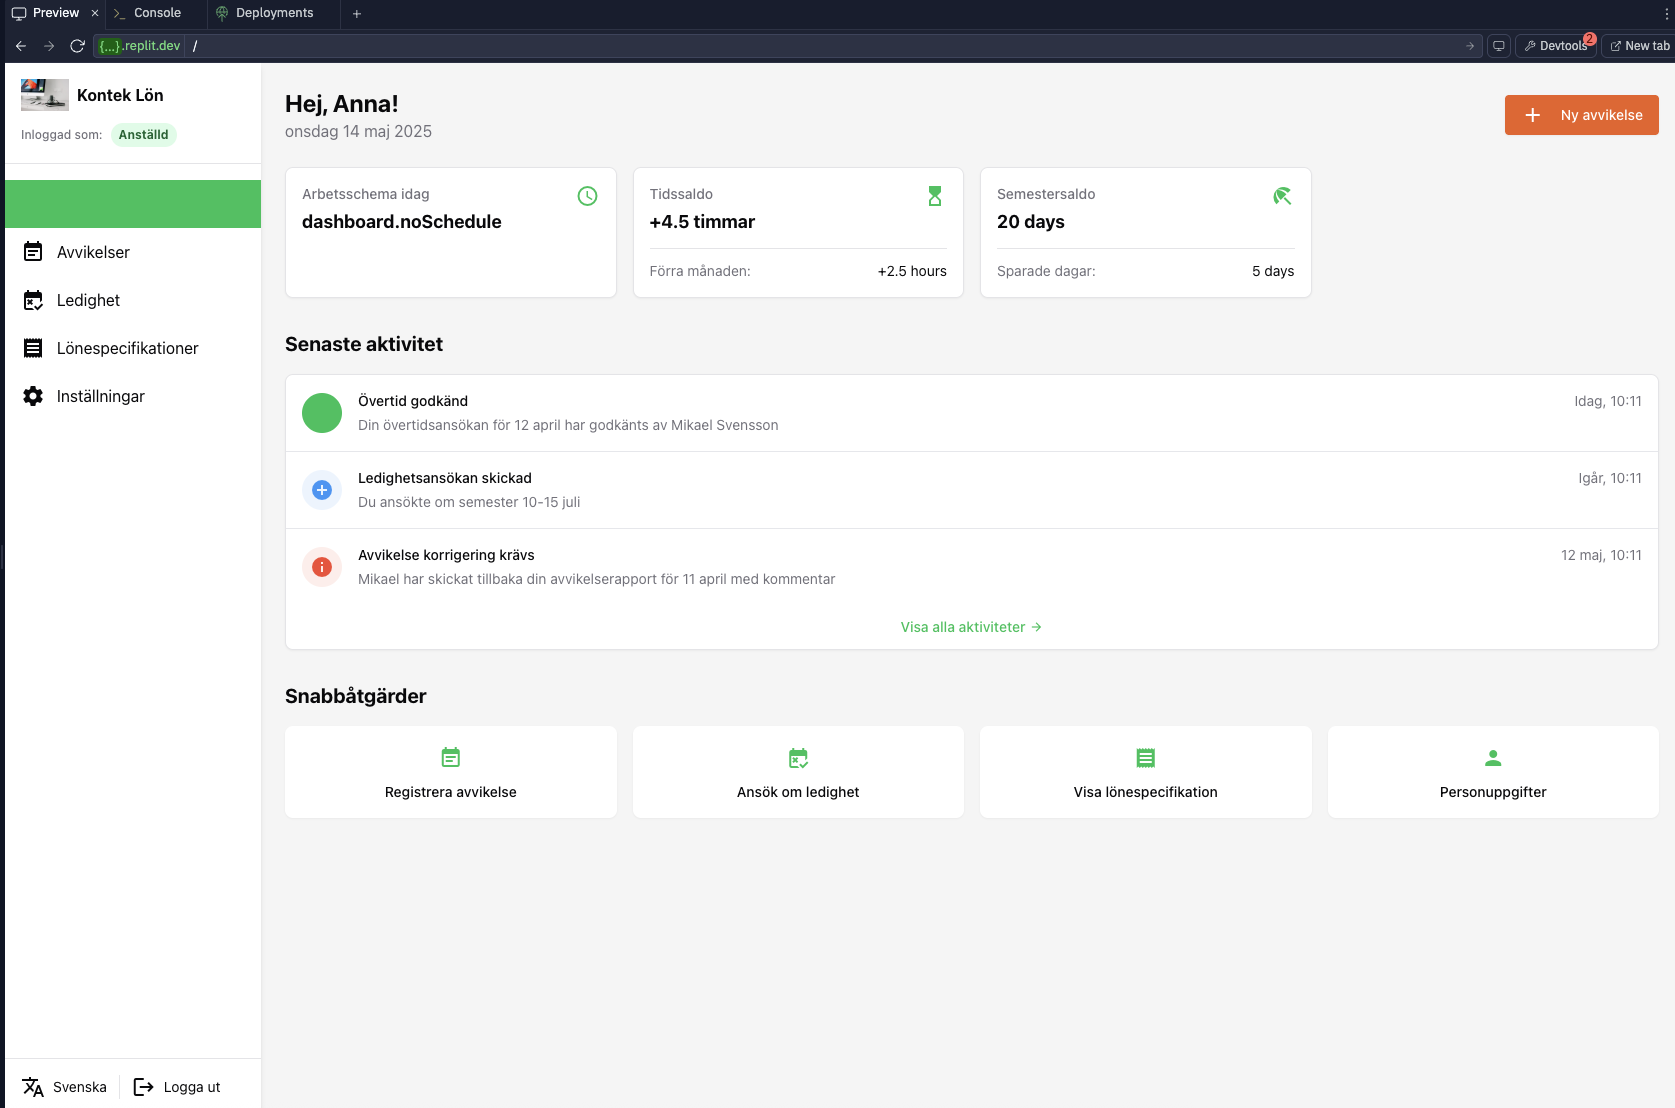 Preview
Console
Deployments
{...}.replit.dev /
Devtools 2
New tab
Kontek Lön
Inloggad som: Anställd
Avvikelser
Ledighet
Lönespecifikationer
Inställningar
Svenska
Logga ut
Hej, Anna!
onsdag 14 maj 2025
Ny avvikelse
Arbetsschema idag
dashboard.noSchedule
Tidssaldo
+4.5 timmar
Förra månaden: +2.5 hours
Semestersaldo
20 days
Sparade dagar: 5 days
Senaste aktivitet
Övertid godkänd
Idag, 10:11
Din övertidsansökan för 12 april har godkänts av Mikael Svensson
Ledighetsansökan skickad
Igår, 10:11
Du ansökte om semester 10-15 juli
Avvikelse korrigering krävs
12 maj, 10:11
Mikael har skickat tillbaka din avvikelserapport för 11 april med kommentar
Visa alla aktiviteter →
Snabbåtgärder
Registrera avvikelse
Ansök om ledighet
Visa lönespecifikation
Personuppgifter